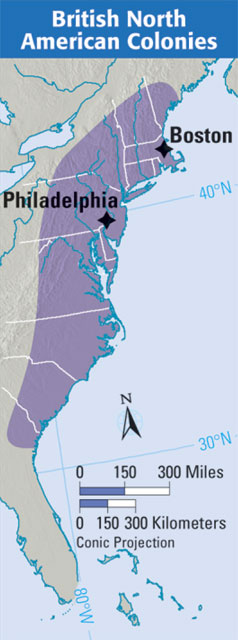 British North
American Colonies
Boston
40°N
Philadelphia
N
30°N
0 150 300 Miles
0 150 300 Kilometers
Conic Projection
80°W